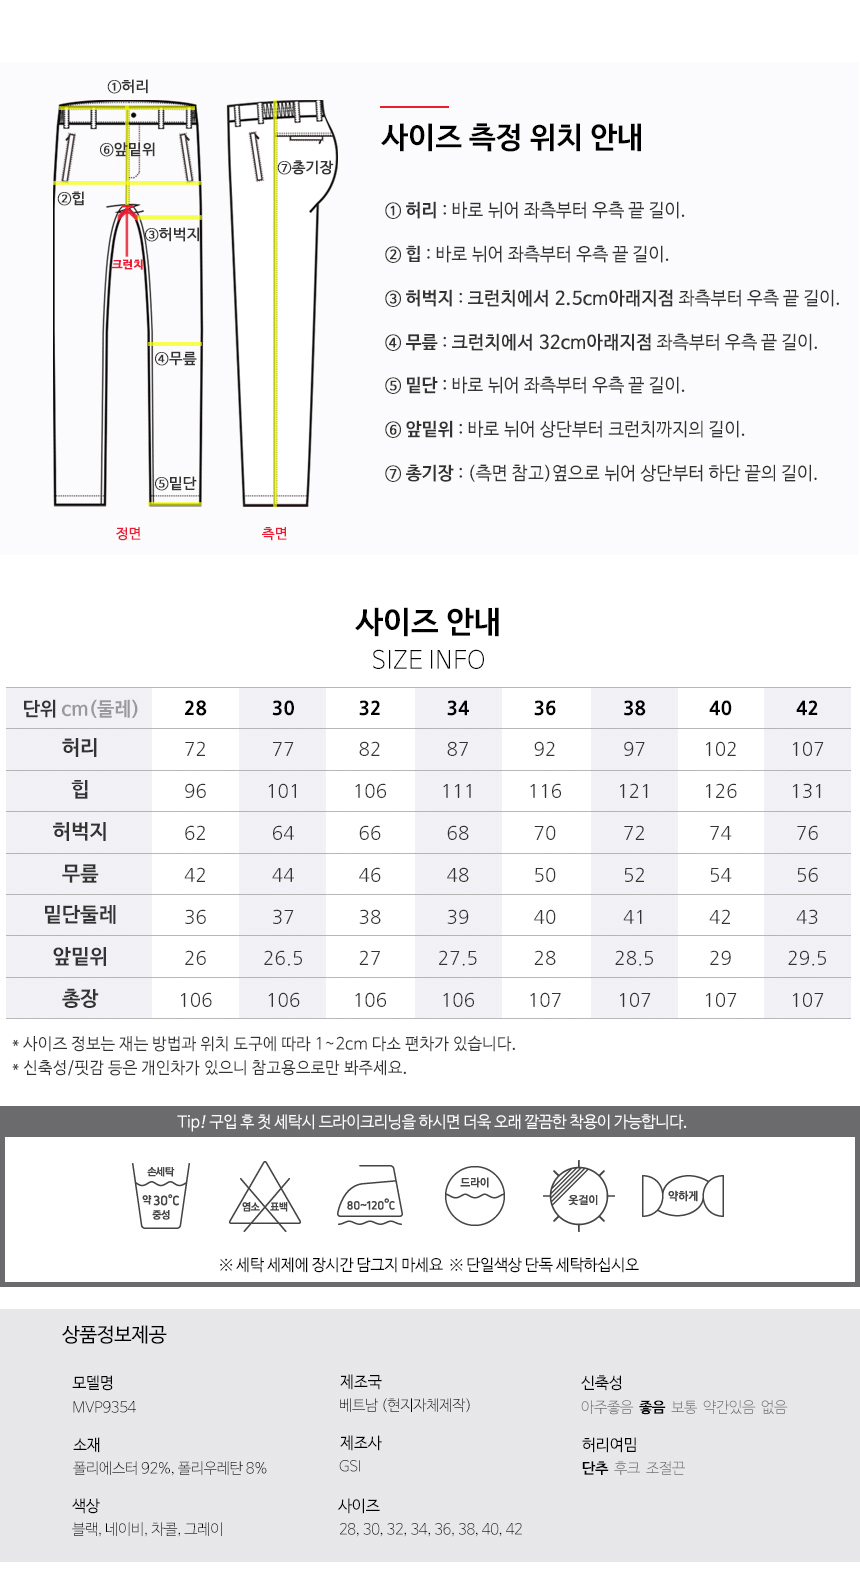 ①허리
⑥앞밑위
⑦총기장
②힙
③허벅지
크런치
④무릎
⑤밑단
정면
측면
사이즈 측정 위치 안내
① 허리 : 바로 뉘어 좌측부터 우측 끝 길이.
② 힙 : 바로 뉘어 좌측부터 우측 끝 길이.
③ 허벅지 : 크런치에서 2.5cm아래지점 좌측부터 우측 끝 길이.
④ 무릎 : 크런치에서 32cm아래지점 좌측부터 우측 끝 길이.
⑤ 밑단 : 바로 뉘어 좌측부터 우측 끝 길이.
⑥ 앞밑위 : 바로 뉘어 상단부터 크런치까지의 길이.
⑦ 총기장 : (측면 참고)옆으로 뉘어 상단부터 하단 끝의 길이.
사이즈 안내
SIZE INFO
단위 cm(둘레) 28 30 32 34 36 38 40 42
허리 72 77 82 87 92 97 102 107
힙 96 101 106 111 116 121 126 131
허벅지 62 64 66 68 70 72 74 76
무릎 42 44 46 48 50 52 54 56
밑단둘레 36 37 38 39 40 41 42 43
앞밑위 26 26.5 27 27.5 28 28.5 29 29.5
총장 106 106 106 106 107 107 107 107
* 사이즈 정보는 재는 방법과 위치 도구에 따라 1~2cm 다소 편차가 있습니다.
* 신축성/핏감 등은 개인차가 있으니 참고용으로만 봐주세요.
Tip! 구입 후 첫 세탁시 드라이크리닝을 하시면 더욱 오래 깔끔한 착용이 가능합니다.
손세탁
약 30℃
중성
염소 표백
80~120℃
드라이
옷걸이
약하게
※ 세탁 세제에 장시간 담그지 마세요 ※ 단일색상 단독 세탁하십시오
상품정보제공
모델명
MVP9354
제조국
베트남 (현지자체제작)
신축성
아주좋음 좋음 보통 약간있음 없음
소재
폴리에스터 92%, 폴리우레탄 8%
제조사
GSI
허리여밈
단추 후크 조절끈
색상
블랙, 네이비, 차콜, 그레이
사이즈
28, 30, 32, 34, 36, 38, 40, 42